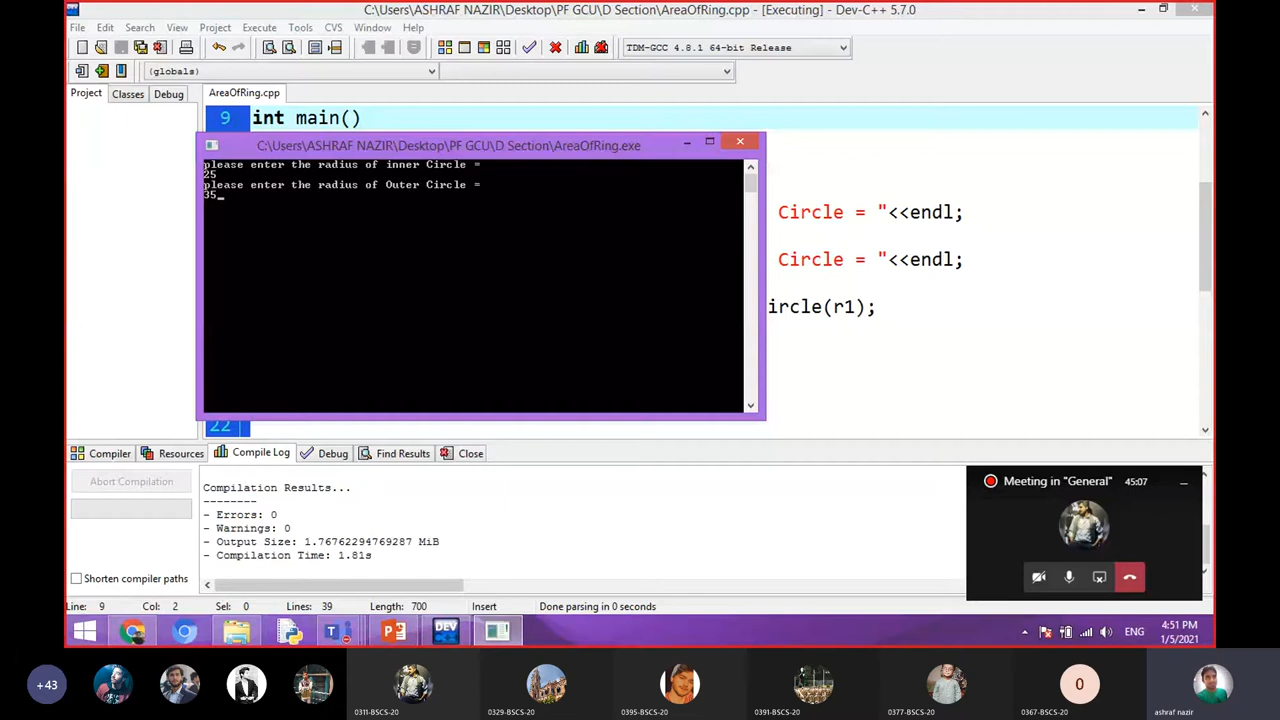 C:\Users\ASHRAF NAZIR\Desktop\PF GCU\D Section\AreaOfRing.cpp - [Executing] - Dev-C++ 5.7.0
File Edit Search View Project Execute Tools CVS Window Help
TDM-GCC 4.8.1 64-bit Release
(globals)
Project Classes Debug AreaOfRing.cpp
9 int main()
C:\Users\ASHRAF NAZIR\Desktop\PF GCU\D Section\AreaOfRing.exe
please enter the radius of inner Circle =
25
please enter the radius of Outer Circle =
35_
Circle = "<<endl;
Circle = "<<endl;
ircle(r1);
22
Compiler Resources Compile Log Debug Find Results Close
Abort Compilation
Shorten compiler paths
Compilation Results...
--------
- Errors: 0
- Warnings: 0
- Output Size: 1.76762294769287 MiB
- Compilation Time: 1.81s
Meeting in "General" 45:07
Line: 9 Col: 2 Sel: 0 Lines: 39 Length: 700 Insert Done parsing in 0 seconds
DEV
ENG
4:51 PM
1/5/2021
+43
0
0311-BSCS-20 0329-BSCS-20 0395-BSCS-20 0391-BSCS-20 0377-BSCS-20 0367-BSCS-20 ashraf nazir